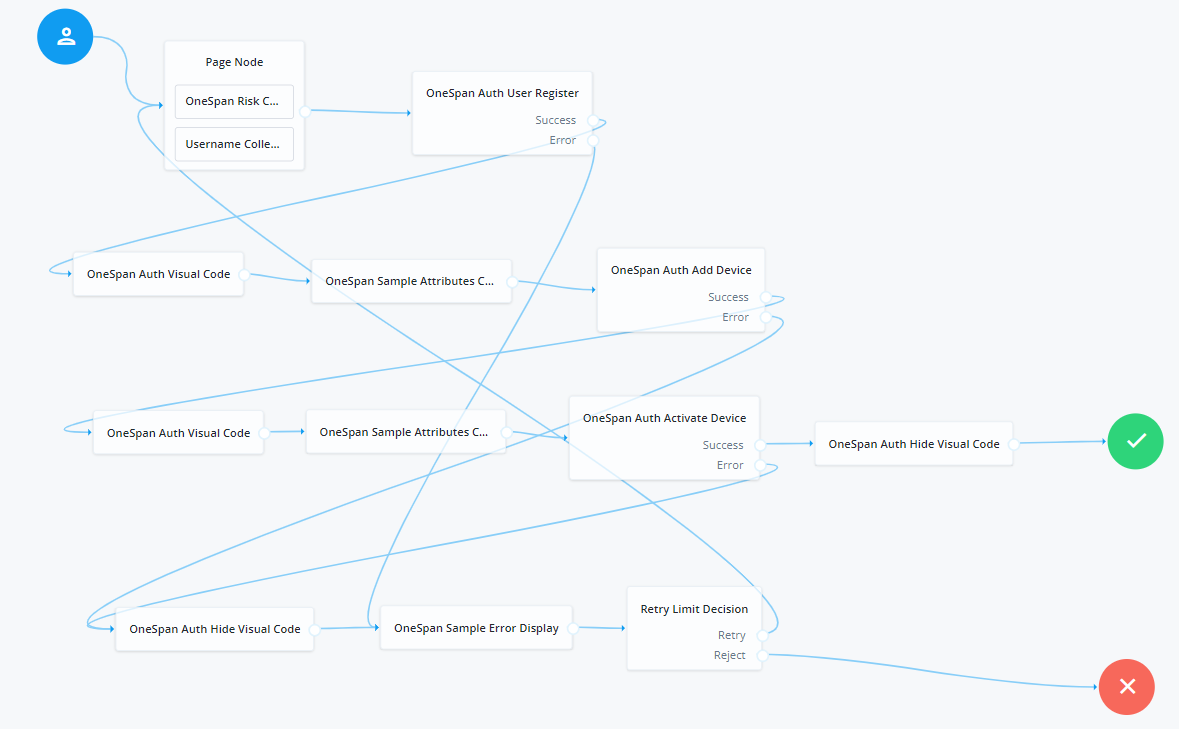 Page Node
OneSpan Risk C...
Username Colle...
OneSpan Auth User Register
Success
Error
OneSpan Auth Visual Code
OneSpan Sample Attributes C...
OneSpan Auth Add Device
Success
Error
OneSpan Auth Visual Code
OneSpan Sample Attributes C...
OneSpan Auth Activate Device
Success
Error
OneSpan Auth Hide Visual Code
OneSpan Auth Hide Visual Code
OneSpan Sample Error Display
Retry Limit Decision
Retry
Reject